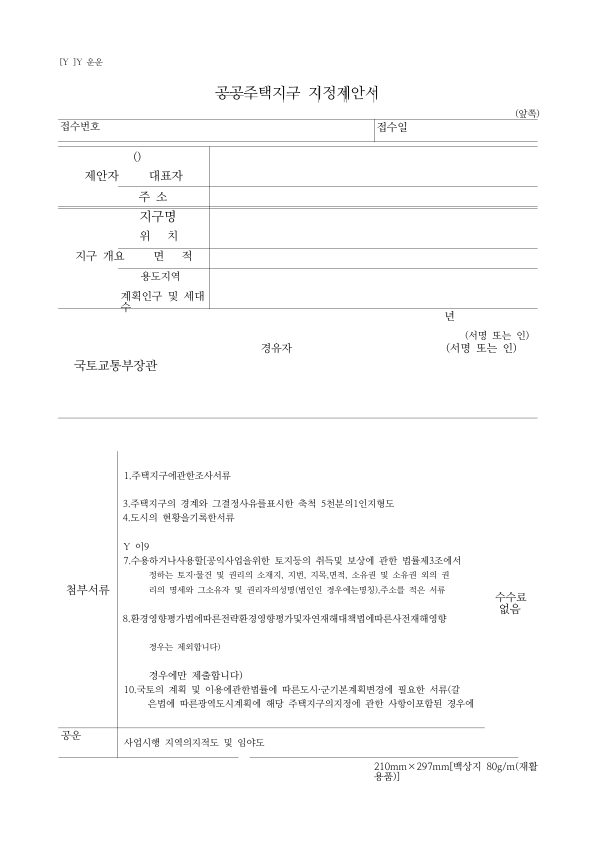 [Y ]Y 운운
공공주택지구 지정제안서
(앞쪽)
접수번호 접수일
()
제안자 대표자
주 소
지구명
위 치
지구 개요 면 적
용도지역
계획인구 및 세대
수
년
(서명 또는 인)
경유자 (서명 또는 인)
국토교통부장관
1.주택지구에관한조사서류
3.주택지구의 경계와 그결정사유를표시한 축척 5천분의1인지형도
4.도시의 현황을기록한서류
Y 이9
7.수용하거나사용할[공익사업을위한 토지등의 취득및 보상에 관한 법률제3조에서
정하는 토지·물건 및 권리의 소재지, 지번, 지목,면적, 소유권 및 소유권 외의 권
첨부서류 리의 명세와 그소유자 및 권리자의성명(법인인 경우에는명칭),주소를 적은 서류
수수료
없음
8.환경영향평가법에따른전략환경영향평가및자연재해대책법에따른사전재해영향
경우는 제외합니다)
경우에만 제출합니다)
10.국토의 계획 및 이용에관한법률에 따른도시·군기본계획변경에 필요한 서류(같
은법에 따른광역도시계획에 해당 주택지구의지정에 관한 사항이포함된 경우에
공운
사업시행 지역의지적도 및 임야도
210mm×297mm[백상지 80g/m(재활
용품)]